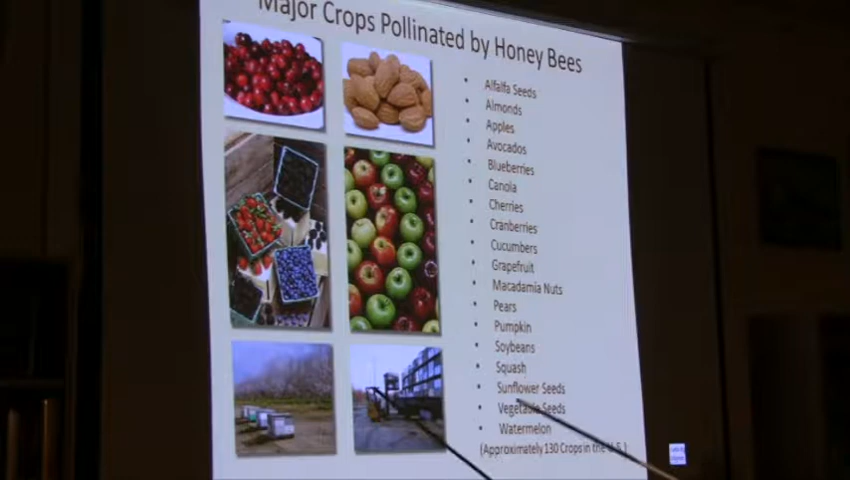 Major Crops Pollinated by Honey Bees
• Alfalfa Seeds
• Almonds
• Apples
• Avocados
• Blueberries
• Canola
• Cherries
• Cranberries
• Cucumbers
• Grapefruit
• Macadamia Nuts
• Pears
• Pumpkin
• Soybeans
• Squash
• Sunflower Seeds
• Vegetable Seeds
• Watermelon
(Approximately 130 Crops in the U.S.)